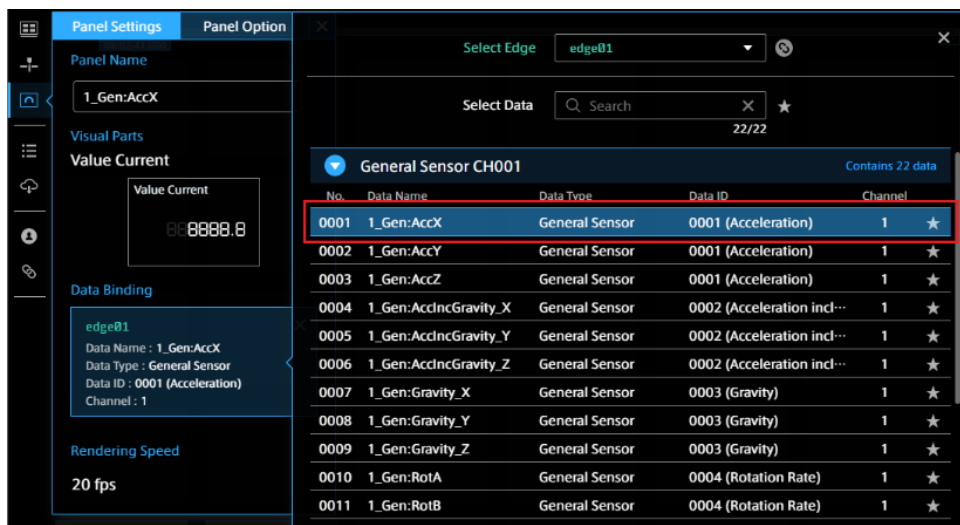 Panel Settings
Panel Option
Panel Name
1_Gen:AccX
Visual Parts
Value Current
Value Current
8888.8
Data Binding
edge01
Data Name : 1_Gen:AccX
Data Type : General Sensor
Data ID : 0001 (Acceleration)
Channel : 1
Rendering Speed
20 fps
Select Edge edge01
Select Data Search
22/22
General Sensor CH001 Contains 22 data
No. Data Name Data Type Data ID Channel
0001 1_Gen:AccX General Sensor 0001 (Acceleration) 1
0002 1_Gen:AccY General Sensor 0001 (Acceleration) 1
0003 1_Gen:AccZ General Sensor 0001 (Acceleration) 1
0004 1_Gen:AccIncGravity_X General Sensor 0002 (Acceleration incl⋯ 1
0005 1_Gen:AccIncGravity_Y General Sensor 0002 (Acceleration incl⋯ 1
0006 1_Gen:AccIncGravity_Z General Sensor 0002 (Acceleration incl⋯ 1
0007 1_Gen:Gravity_X General Sensor 0003 (Gravity) 1
0008 1_Gen:Gravity_Y General Sensor 0003 (Gravity) 1
0009 1_Gen:Gravity_Z General Sensor 0003 (Gravity) 1
0010 1_Gen:RotA General Sensor 0004 (Rotation Rate) 1
0011 1_Gen:RotB General Sensor 0004 (Rotation Rate) 1